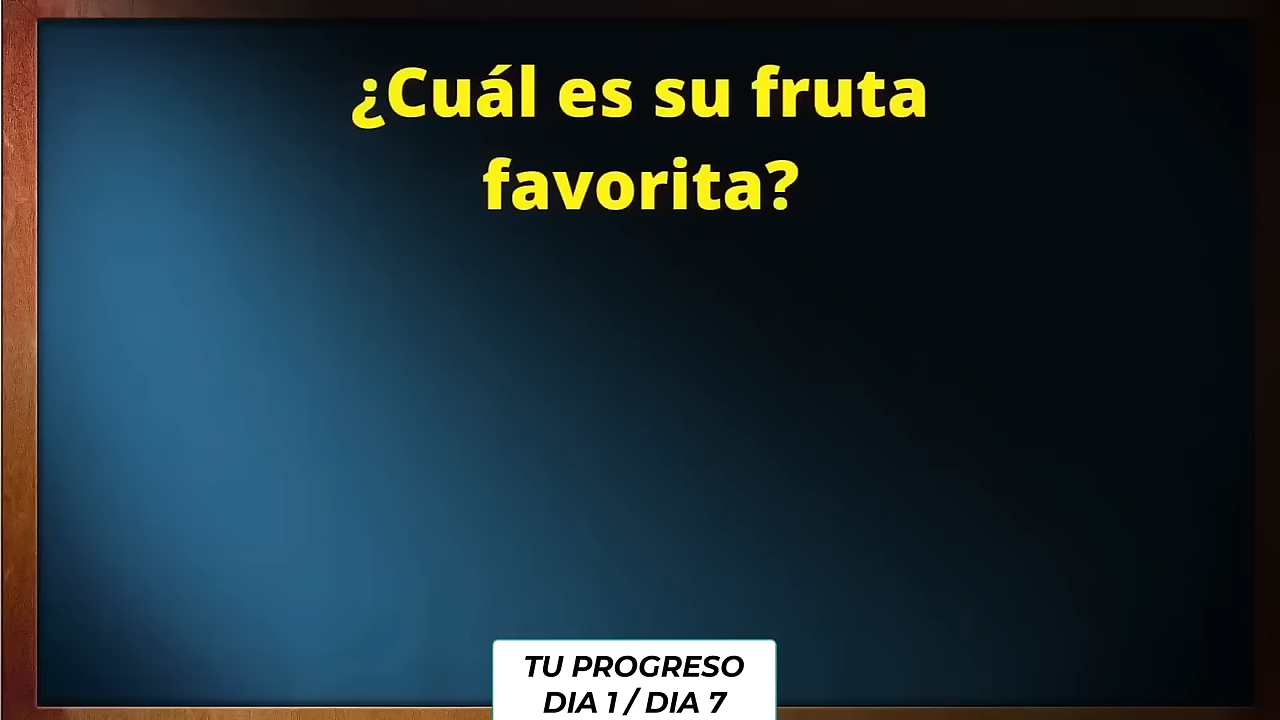 ¿Cuál es su fruta
favorita?
TU PROGRESO
DIA 1 / DIA 7